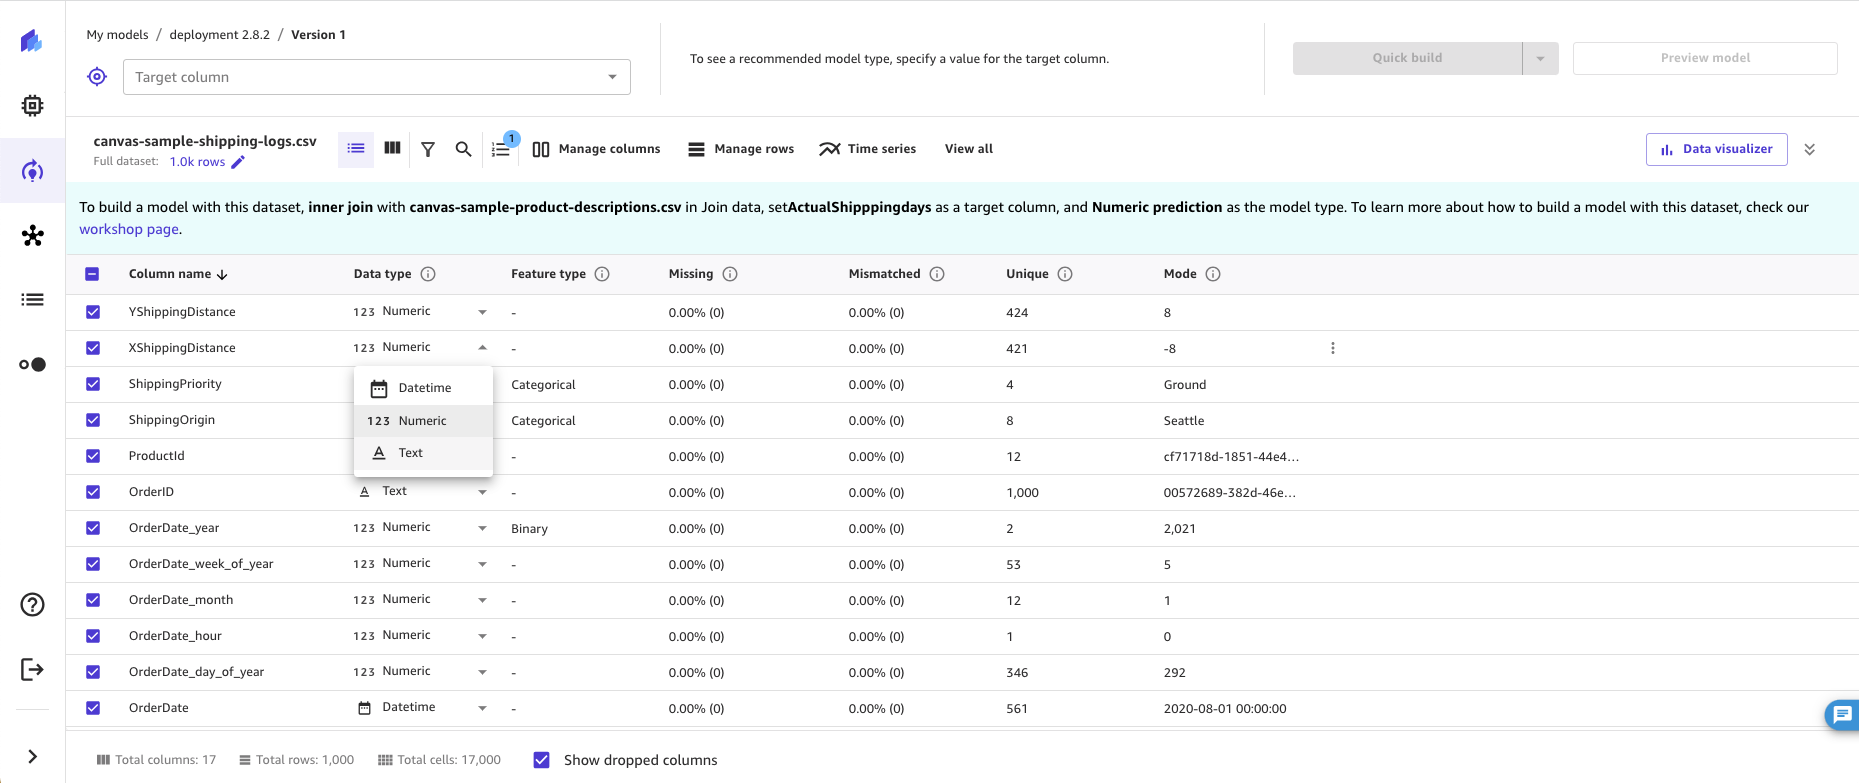 My models / deployment 2.8.2 / Version 1
Target column
To see a recommended model type, specify a value for the target column.
Quick build
Preview model
canvas-sample-shipping-logs.csv
Full dataset: 1.0k rows
1
Manage columns
Manage rows
Time series
View all
Data visualizer
To build a model with this dataset, inner join with canvas-sample-product-descriptions.csv in Join data, setActualShipppingdays as a target column, and Numeric prediction as the model type. To learn more about how to build a model with this dataset, check our
workshop page.
Column name Data type Feature type Missing Mismatched Unique Mode
YShippingDistance 123 Numeric - 0.00% (0) 0.00% (0) 424 8
XShippingDistance 123 Numeric - 0.00% (0) 0.00% (0) 421 -8
ShippingPriority Categorical 0.00% (0) 0.00% (0) 4 Ground
ShippingOrigin Categorical 0.00% (0) 0.00% (0) 8 Seattle
ProductId - 0.00% (0) 0.00% (0) 12 cf71718d-1851-44e4...
Datetime
123 Numeric
A Text
OrderID A Text - 0.00% (0) 0.00% (0) 1,000 00572689-382d-46e...
OrderDate_year 123 Numeric Binary 0.00% (0) 0.00% (0) 2 2,021
OrderDate_week_of_year 123 Numeric - 0.00% (0) 0.00% (0) 53 5
OrderDate_month 123 Numeric - 0.00% (0) 0.00% (0) 12 1
OrderDate_hour 123 Numeric - 0.00% (0) 0.00% (0) 1 0
OrderDate_day_of_year 123 Numeric - 0.00% (0) 0.00% (0) 346 292
OrderDate Datetime - 0.00% (0) 0.00% (0) 561 2020-08-01 00:00:00
Total columns: 17 Total rows: 1,000 Total cells: 17,000 Show dropped columns